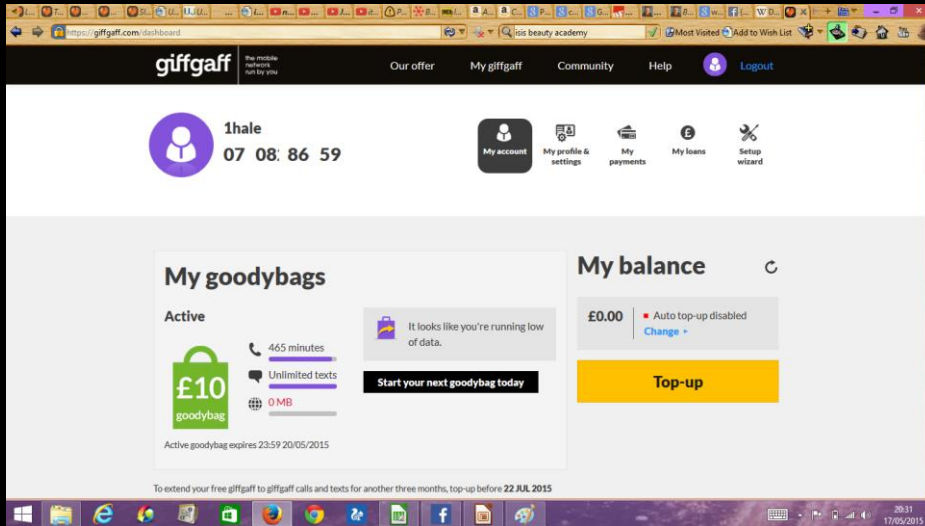 https://giffgaff.com/dashboard
isis beauty academy
Most Visited
Add to Wish List
giffgaff
the mobile
network
run by you
Our offer
My giffgaff
Community
Help
Logout
1hale
07 08: 86 59
My account
My profile &
settings
My
payments
My loans
Setup
wizard
My goodybags
My balance
Active
465 minutes
Unlimited texts
0 MB
£10
goodybag
It looks like you're running low
of data.
Start your next goodybag today
Active goodybag expires 23:59 20/05/2015
£0.00
Auto top-up disabled
Change
Top-up
To extend your free giffgaff to giffgaff calls and texts for another three months, top-up before 22 JUL 2015
20:31
17/05/2015